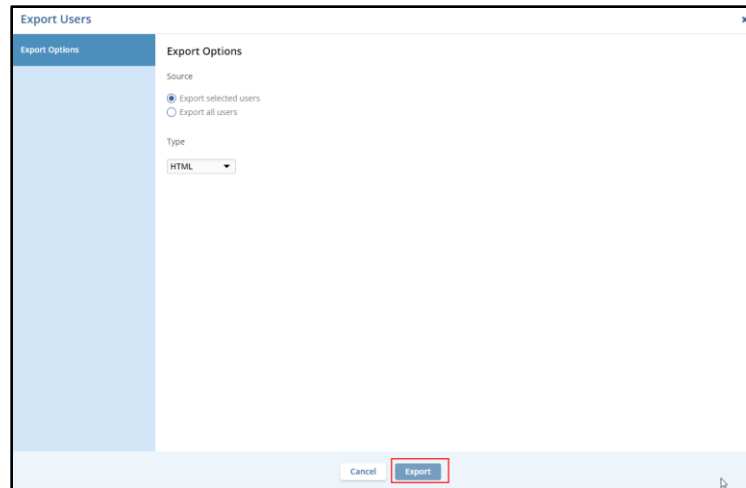 Export Users
Export Options
Export Options
Source
Export selected users
Export all users
Type
HTML
Cancel
Export